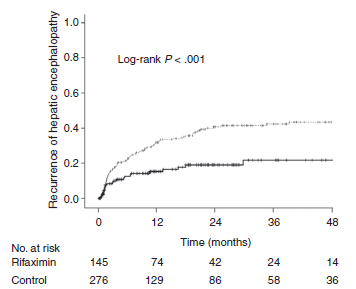 Recurrence of hepatic encephalopathy
1.0
0.8
0.6
0.4
0.2
0.0
Log-rank P < .001
0 12 24 36 48
Time (months)
No. at risk
Rifaximin 145 74 42 24 14
Control 276 129 86 58 36